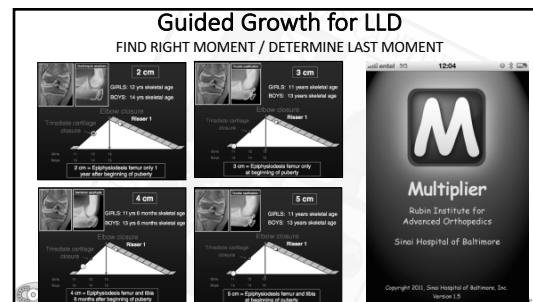 Guided Growth for LLD
FIND RIGHT MOMENT / DETERMINE LAST MOMENT
2 cm
GIRLS: 12 yrs skeletal age
BOYS: 14 yrs skeletal age
Elbow closure
Risser 1
Triradiate cartilage
closure
2 cm = Epiphysiodesis femur only 1
year after beginning of puberty
3 cm
GIRLS: 11 years skeletal age
BOYS: 13 years skeletal age
Elbow closure
Risser 1
Triradiate cartilage
closure
3 cm = Epiphysiodesis femur only
at beginning of puberty
4 cm
GIRLS: 11 yrs 6 months skeletal age
BOYS: 13 yrs 6 months skeletal age
Elbow closure
Risser 1
Triradiate cartilage
closure
4 cm = Epiphysiodesis femur and tibia
6 months after beginning of puberty
5 cm
GIRLS: 11 years skeletal age
BOYS: 13 years skeletal age
Elbow closure
Risser 1
Triradiate cartilage
closure
5 cm = Epiphysiodesis femur and tibia
at beginning of puberty
entel 3G 12:04
M
Multiplier
Rubin Institute for
Advanced Orthopedics
Sinai Hospital of Baltimore
Copyright 2011, Sinai Hospital of Baltimore, Inc.
Version 1.5